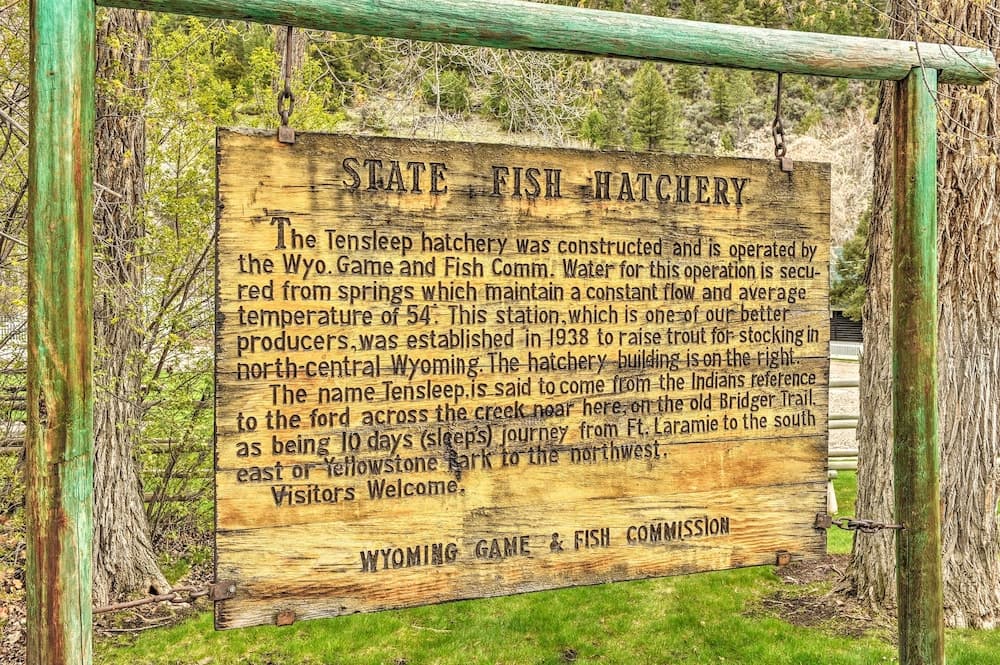 STATE FISH HATCHERY
The Tensleep hatchery was constructed and is operated by
the Wyo. Game and Fish Comm. Water for this operation is secu-
red from springs which maintain a constant flow and average
temperature of 54°. This station, which is one of our better
producers, was established in 1938 to raise trout for stocking in
north-central Wyoming. The hatchery building is on the right.
The name Tensleep is said to come from the Indians reference
to the ford across the creek near here, on the old Bridger Trail.
as being 10 days (sleep's) journey from Ft. Laramie to the south
east or Yellowstone Park to the northwest.
Visitors Welcome.
WYOMING GAME & FISH COMMISSION